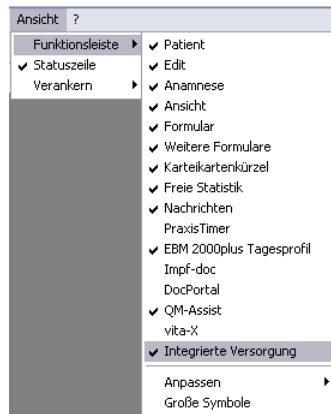 Ansicht ?
Funktionsleiste
Statuszeile
Verankern
Patient
Edit
Anamnese
Ansicht
Formular
Weitere Formulare
Karteikartenkürzel
Freie Statistik
Nachrichten
PraxisTimer
EBM 2000plus Tagesprofil
Impf-doc
DocPortal
QM-Assist
vita-X
Integrierte Versorgung
Anpassen
Große Symbole